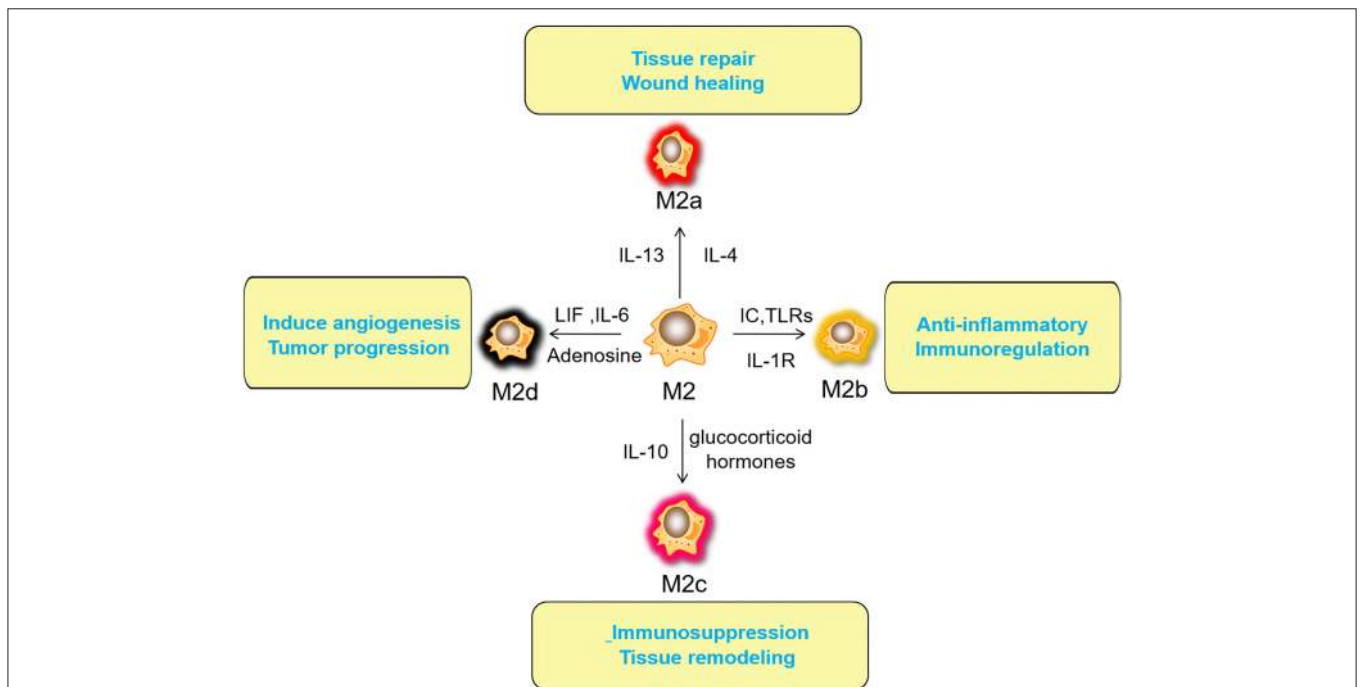 Tissue repair
Wound healing
M2a
IL-13 IL-4
Induce angiogenesis
Tumor progression
LIF ,IL-6
Adenosine
M2d
M2
IC,TLRs
IL-1R
M2b
Anti-inflammatory
Immunoregulation
IL-10
glucocorticoid
hormones
M2c
_Immunosuppression
Tissue remodeling